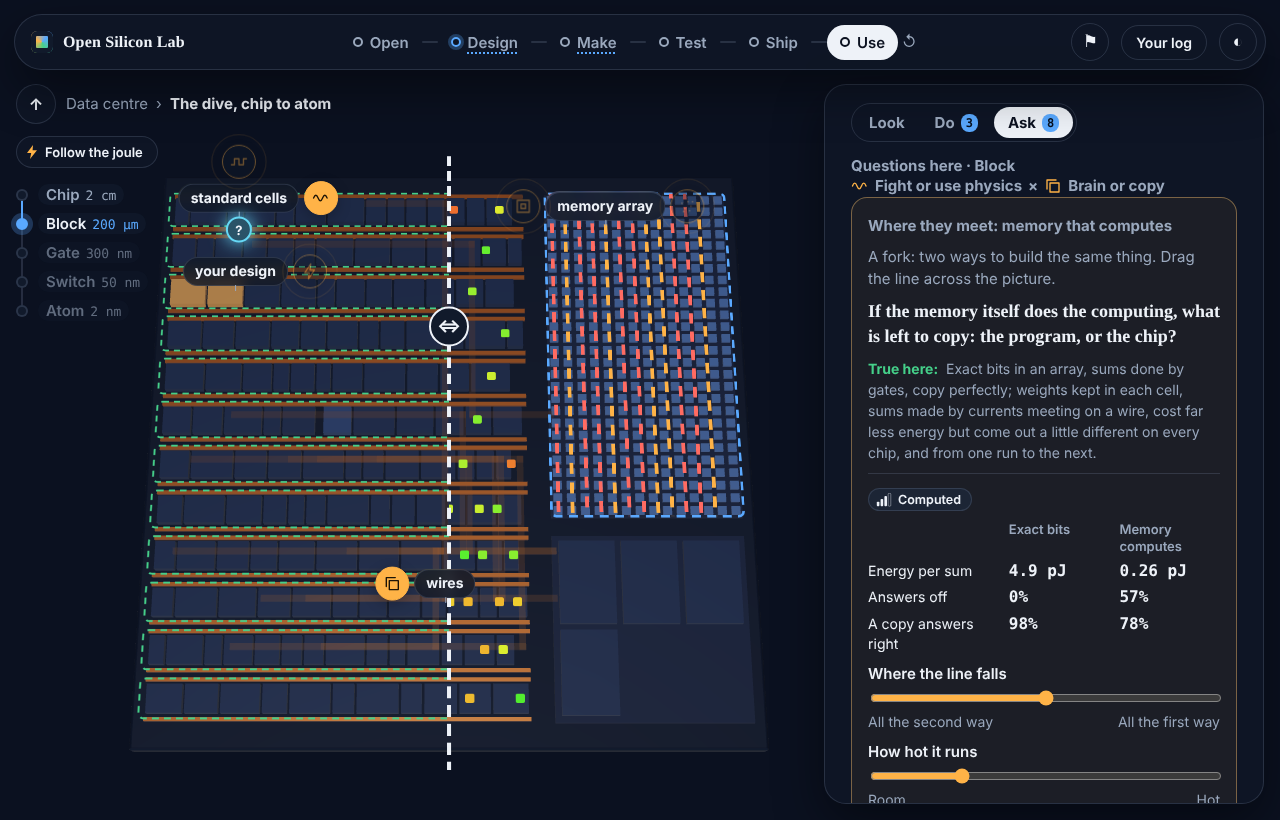 Open Silicon Lab
Open
Design
Make
Test
Ship
Use
Your log
Data centre › The dive, chip to atom
Follow the joule
Chip 2 cm
Block 200 μm
Gate 300 nm
Switch 50 nm
Atom 2 nm
standard cells
?
your design
memory array
wires
Look
Do 3
Ask 8
Questions here · Block
Fight or use physics × Brain or copy
Where they meet: memory that computes
A fork: two ways to build the same thing. Drag
the line across the picture.
If the memory itself does the computing, what
is left to copy: the program, or the chip?
True here: Exact bits in an array, sums done by
gates, copy perfectly; weights kept in each cell,
sums made by currents meeting on a wire, cost far
less energy but come out a little different on every
chip, and from one run to the next.
Computed
Exact bits
Memory
computes
Energy per sum 4.9 pJ 0.26 pJ
Answers off 0% 57%
A copy answers 98% 78%
right
Where the line falls
All the second way All the first way
How hot it runs
Room Hot